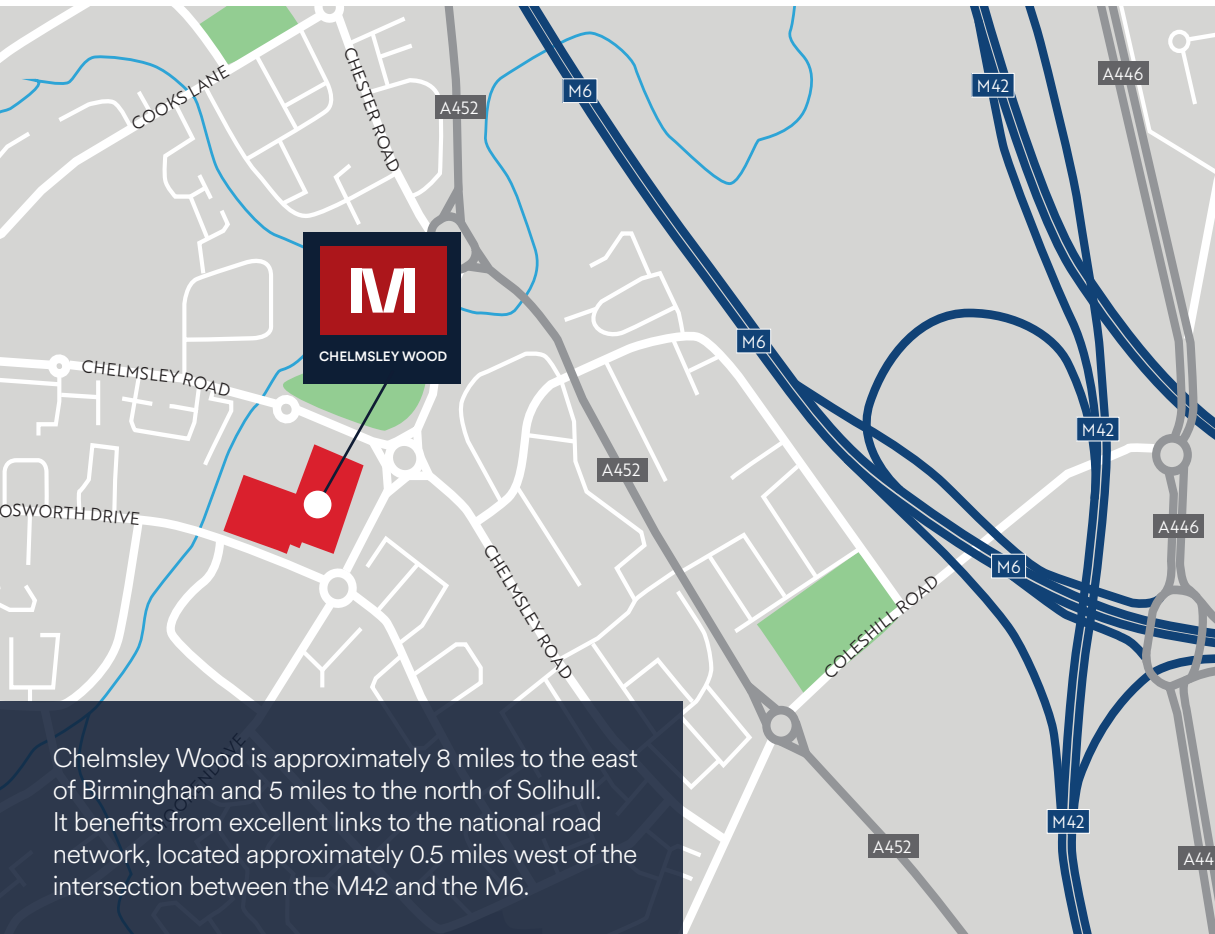 M6
M42
A446
COOKS LANE
CHESTER ROAD
A452
M
CHELMSLEY WOOD
M6
CHELMSLEY ROAD
M42
A452
OSWORTH DRIVE
A446
CHELMSLEY ROAD
M6
COLESHILL ROAD
Chelmsley Wood is approximately 8 miles to the east
of Birmingham and 5 miles to the north of Solihull.
It benefits from excellent links to the national road
network, located approximately 0.5 miles west of the
intersection between the M42 and the M6.
M42
A452
A44